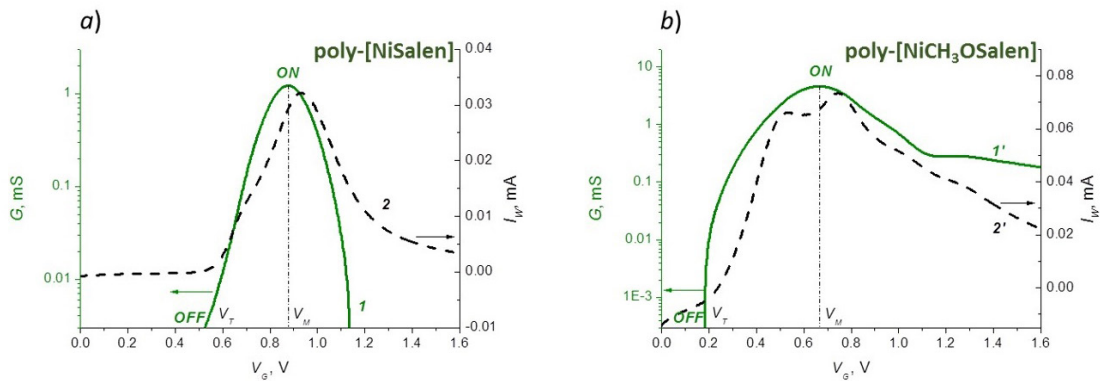 a)
poly-[NiSalen]
ON
G, mS
1
0.1
0.01
OFF
V_T
V_M
1
2
0.04
0.03
0.02
0.01
0.00
-0.01
I_W, mA
0.0 0.2 0.4 0.6 0.8 1.0 1.2 1.4 1.6
V_G, V
b)
poly-[NiCH₃OSalen]
ON
G, mS
10
1
0.1
0.01
1E-3
OFF
V_T
V_M
1'
2'
0.08
0.06
0.04
0.02
0.00
I_W, mA
0.0 0.2 0.4 0.6 0.8 1.0 1.2 1.4 1.6
V_G, V